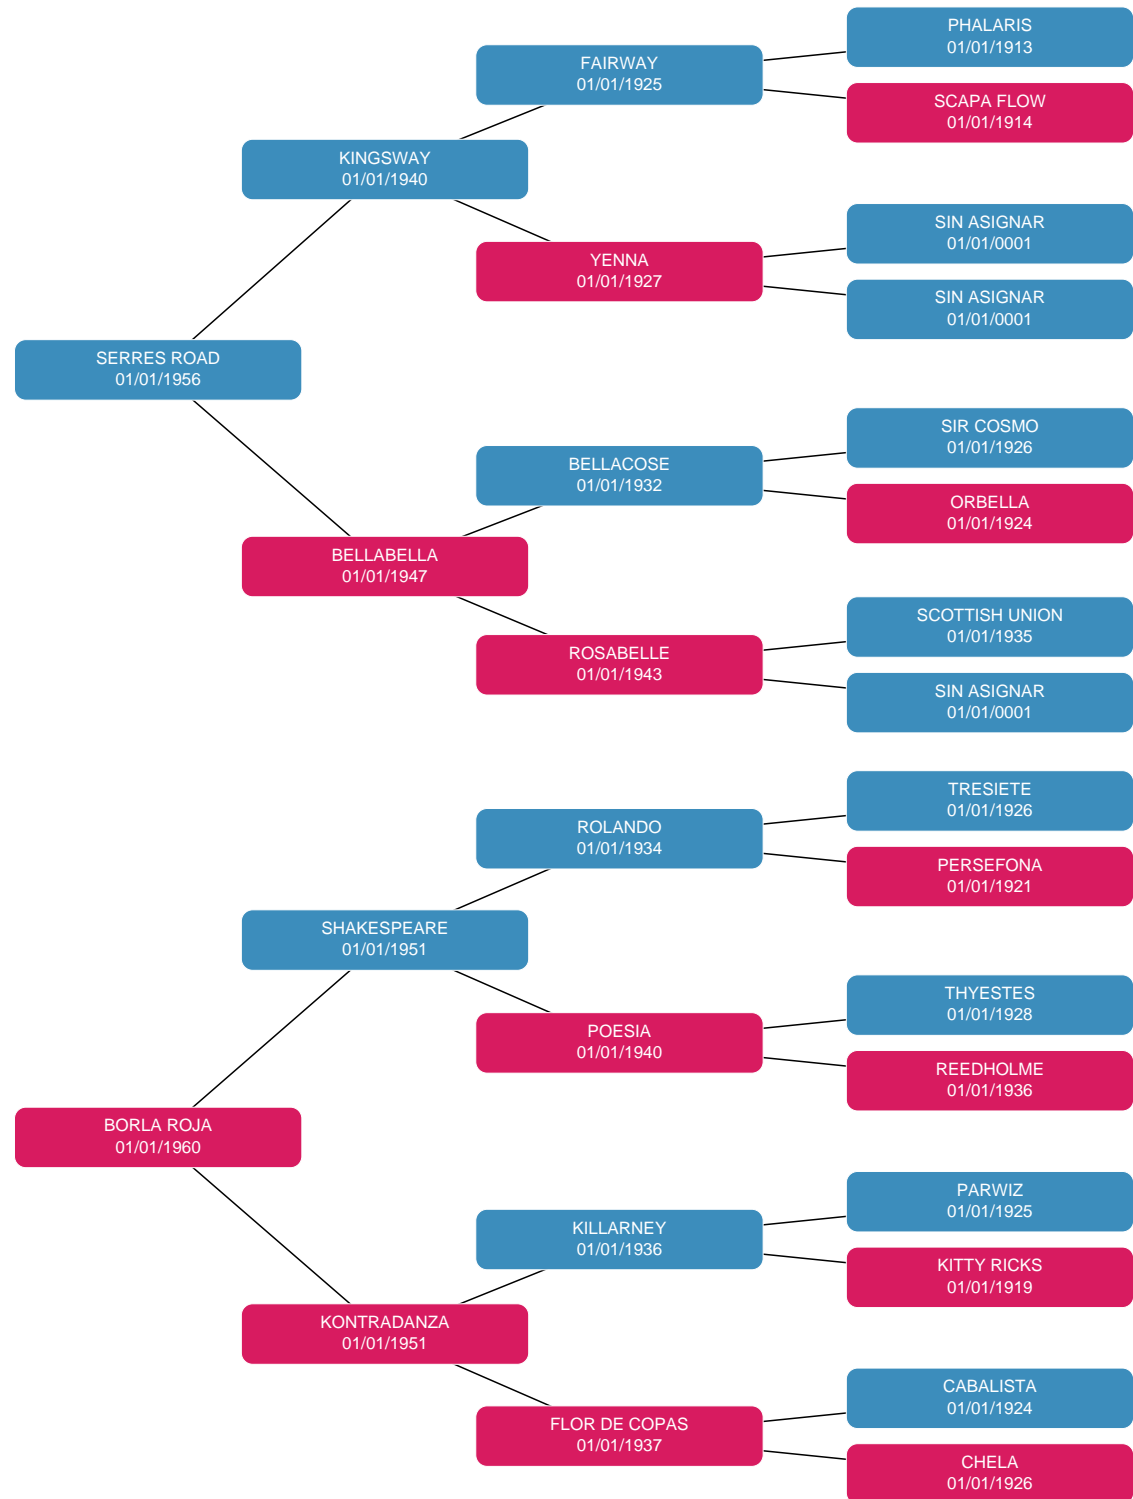 PHALARIS
01/01/1913
FAIRWAY
01/01/1925
SCAPA FLOW
01/01/1914
KINGSWAY
01/01/1940
SIN ASIGNAR
01/01/0001
YENNA
01/01/1927
SIN ASIGNAR
01/01/0001
SERRES ROAD
01/01/1956
SIR COSMO
01/01/1926
BELLACOSE
01/01/1932
ORBELLA
01/01/1924
BELLABELLA
01/01/1947
SCOTTISH UNION
01/01/1935
ROSABELLE
01/01/1943
SIN ASIGNAR
01/01/0001
TRESIETE
01/01/1926
ROLANDO
01/01/1934
PERSEFONA
01/01/1921
SHAKESPEARE
01/01/1951
THYESTES
01/01/1928
POESIA
01/01/1940
REEDHOLME
01/01/1936
BORLA ROJA
01/01/1960
PARWIZ
01/01/1925
KILLARNEY
01/01/1936
KITTY RICKS
01/01/1919
KONTRADANZA
01/01/1951
CABALISTA
01/01/1924
FLOR DE COPAS
01/01/1937
CHELA
01/01/1926